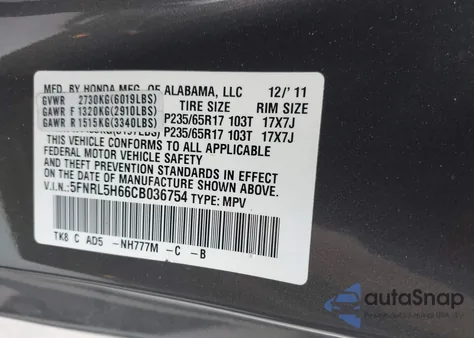 MFD. BY HONDA MFG. OF ALABAMA, LLC 12/'11
GVWR 2730KG(6019LBS) TIRE SIZE RIM SIZE
GAWR F 1320KG(2910LBS) P235/65R17 103T 17X7J
GAWR R 1515KG(3340LBS) P235/65R17 103T 17X7J
THIS VEHICLE CONFORMS TO ALL APPLICABLE
FEDERAL MOTOR VEHICLE SAFETY STANDARDS IN EFFECT
ON THE DATE OF MANUFACTURE SHOWN ABOVE.
V.I.N.:5FNRL5H66CB036754 TYPE: MPV
TK8 C AD5 -NH777M -C -B
autoSnap